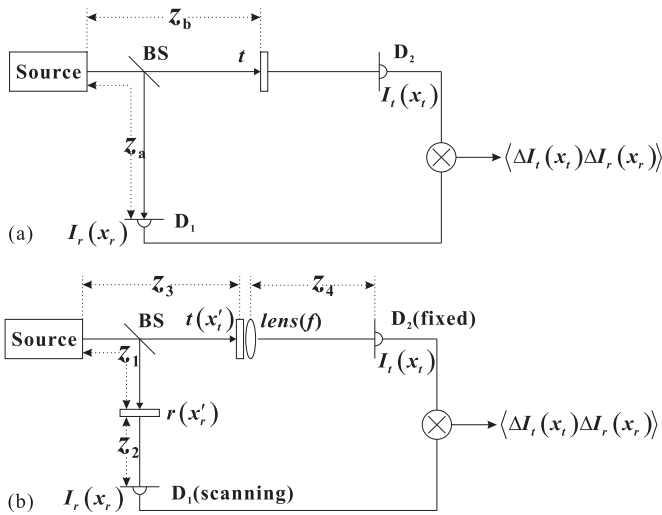 z_b
BS
t
D_2
Source
I_t(x_t)
z_a
⊗
⟨ΔI_t(x_t)ΔI_r(x_r)⟩
D_1
(a)
I_r(x_r)
z_3
z_4
BS
t(x'_t)
lens(f)
D_2(fixed)
Source
z_1
I_t(x_t)
r(x'_r)
⊗
⟨ΔI_t(x_t)ΔI_r(x_r)⟩
z_2
(b)
I_r(x_r)
D_1(scanning)